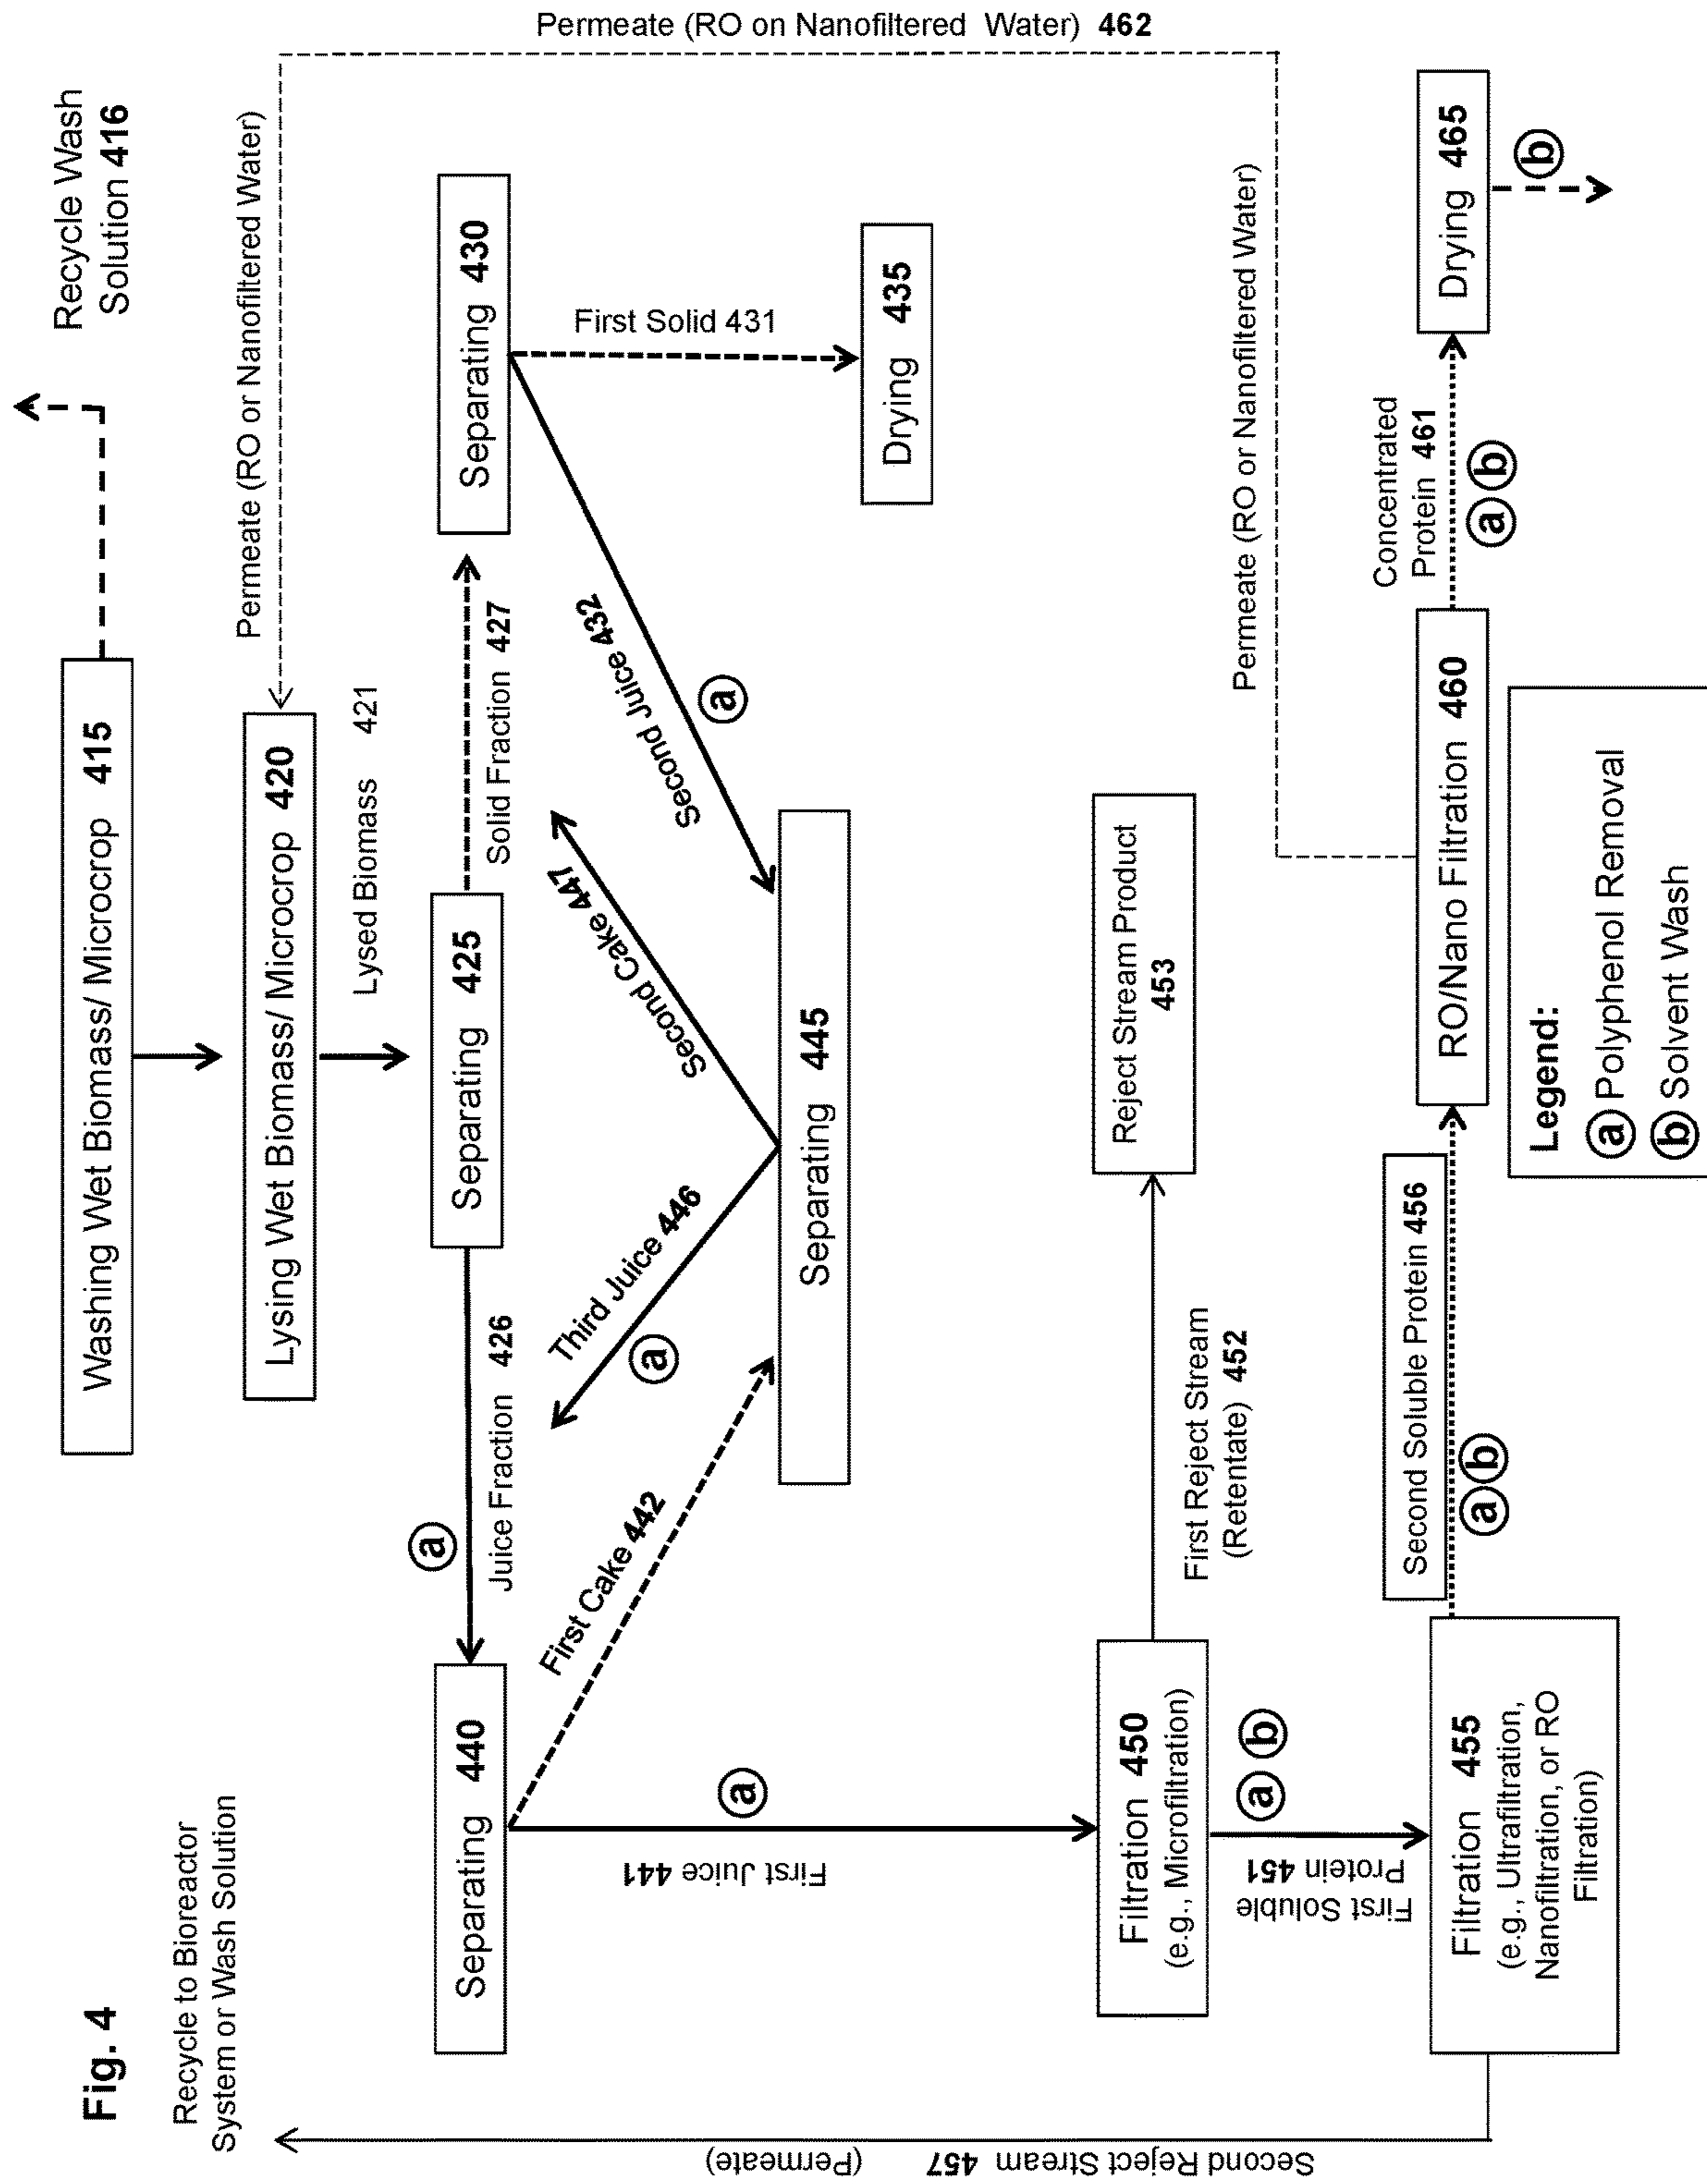 Fig. 4
Recycle to Bioreactor
System or Wash Solution
Recycle Wash
Solution 416
Washing Wet Biomass/ Microcrop 415
Permeate (RO or Nanofiltered Water)
Lysing Wet Biomass/ Microcrop 420
Lysed Biomass 421
Separating 440
a
Juice Fraction 426
Separating 425
Solid Fraction 427
Separating 430
First Cake 442
Third Juice 446
a
Second Cake 447
Second Juice 432
a
First Solid 431
First Juice 441
a
Separating 445
Drying 435
Second Reject Stream 457 (Permeate)
Permeate (RO on Nanofiltered Water) 462
Filtration 450
(e.g., Microfiltration)
First Reject Stream
(Retentate) 452
Reject Stream Product
453
Permeate (RO or Nanofiltered Water)
First Soluble
Protein 451
a b
Filtration 455
(e.g., Ultrafiltration,
Nanofiltration, or RO
Filtration)
Second Soluble Protein 456
a b
RO/Nano Filtration 460
Concentrated
Protein 461
a b
Drying 465
b
Legend:
a Polyphenol Removal
b Solvent Wash